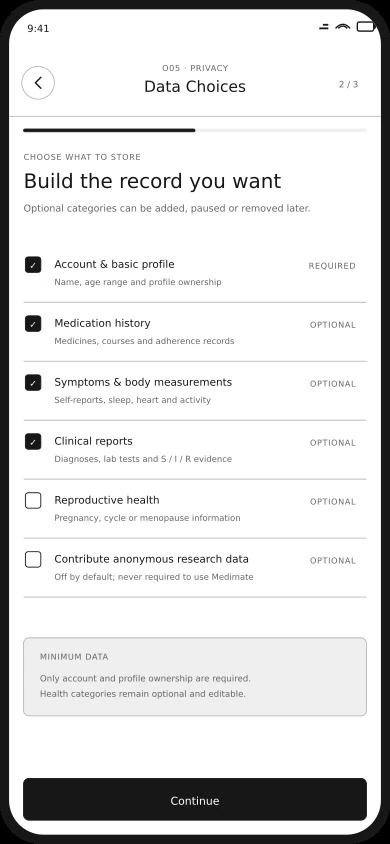 9:41
O05 · PRIVACY
Data Choices
2 / 3
CHOOSE WHAT TO STORE
Build the record you want
Optional categories can be added, paused or removed later.
✓ Account & basic profile REQUIRED
Name, age range and profile ownership
✓ Medication history OPTIONAL
Medicines, courses and adherence records
✓ Symptoms & body measurements OPTIONAL
Self-reports, sleep, heart and activity
✓ Clinical reports OPTIONAL
Diagnoses, lab tests and S / I / R evidence
Reproductive health OPTIONAL
Pregnancy, cycle or menopause information
Contribute anonymous research data OPTIONAL
Off by default; never required to use Medimate
MINIMUM DATA
Only account and profile ownership are required.
Health categories remain optional and editable.
Continue